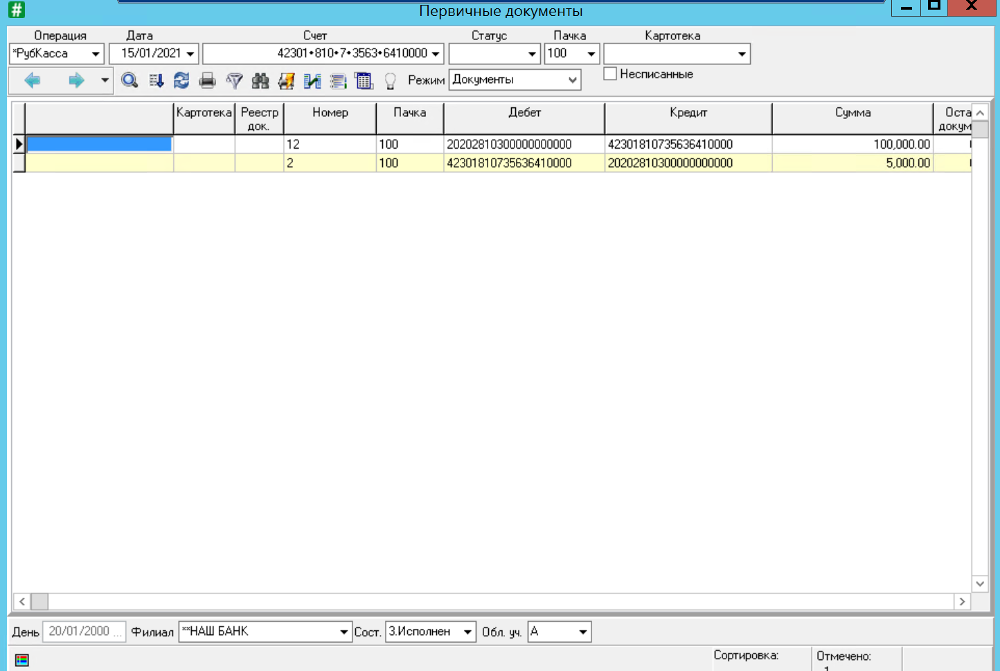 Первичные документы
Операция Дата Счет Статус Пачка Картотека
*РубКасса 15/01/2021 42301•810•7•3563•6410000 100
Режим Документы Несписанные
Картотека Реестр док. Номер Пачка Дебет Кредит Сумма Оста докум
12 100 20202810300000000000 42301810735636410000 100,000.00
2 100 42301810735636410000 20202810300000000000 5,000.00
День 20/01/2000 ... Филиал **НАШ БАНК Сост. 3.Исполнен Обл. уч. А
Сортировка: Отмечено:
1